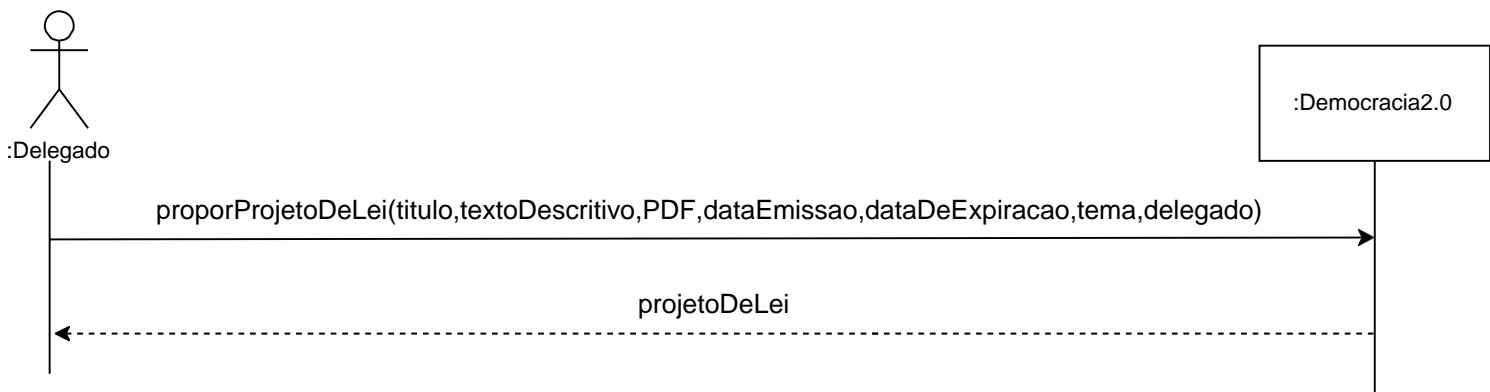 :Delegado
:Democracia2.0
proporProjetoDeLei(titulo,textoDescritivo,PDF,dataEmissao,dataDeExpiracao,tema,delegado)
projetoDeLei